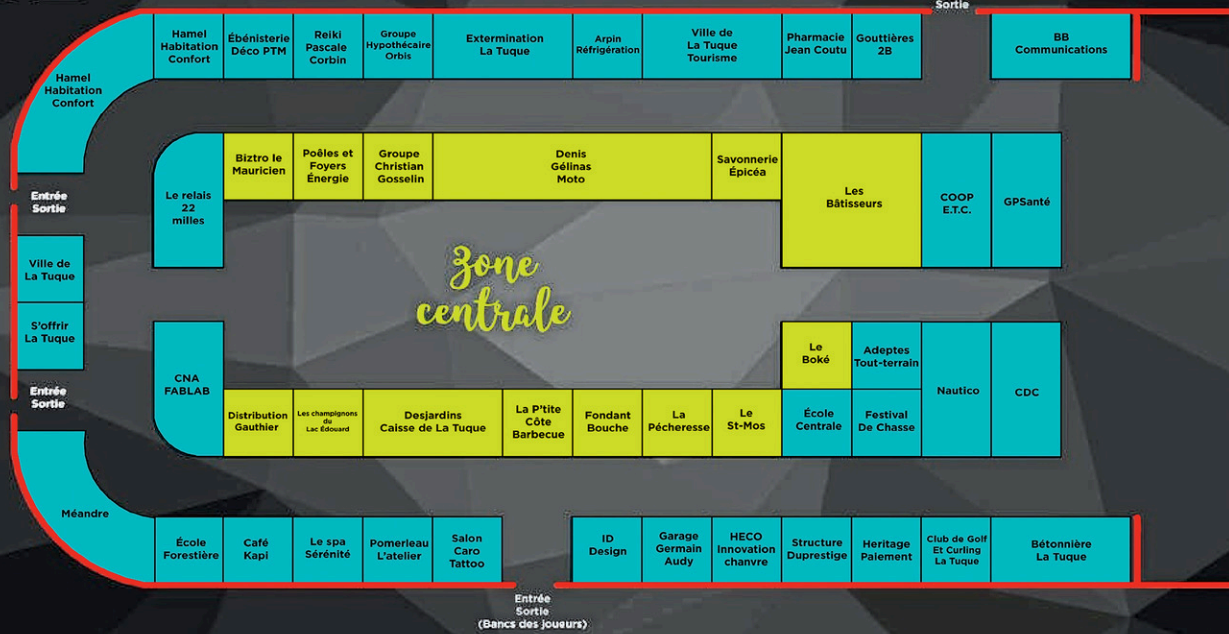 Sortie
Hamel
Habitation
Confort
Ébénisterie
Déco PTM
Reiki
Pascale
Corbin
Groupe
Hypothécaire
Orbis
Extermination
La Tuque
Arpin
Réfrigération
Ville de
La Tuque
Tourisme
Pharmacie
Jean Coutu
Gouttières
2B
BB
Communications
Hamel
Habitation
Confort
Biztro le
Mauricien
Poêles et
Foyers
Énergie
Groupe
Christian
Gosselin
Denis
Gélinas
Moto
Savonnerie
Épicéa
Les
Bâtisseurs
COOP
E.T.C.
GPSanté
Le relais
22
milles
Entrée
Sortie
Ville de
La Tuque
S'offrir
La Tuque
Entrée
Sortie
Zone
centrale
CNA
FABLAB
Le
Boké
Adeptes
Tout-terrain
Nautico
CDC
Distribution
Gauthier
Les champignons
du
Lac Édouard
Desjardins
Caisse de La Tuque
La P'tite
Côte
Barbecue
Fondant
Bouche
La
Pécheresse
Le
St-Mos
École
Centrale
Festival
De Chasse
Méandre
École
Forestière
Café
Kapi
Le spa
Sérénité
Pomerleau
L'atelier
Salon
Caro
Tattoo
ID
Design
Garage
Germain
Audy
HECO
Innovation
chanvre
Structure
Duprestige
Heritage
Paiement
Club de Golf
Et Curling
La Tuque
Bétonnière
La Tuque
Entrée
Sortie
(Bancs des joueurs)